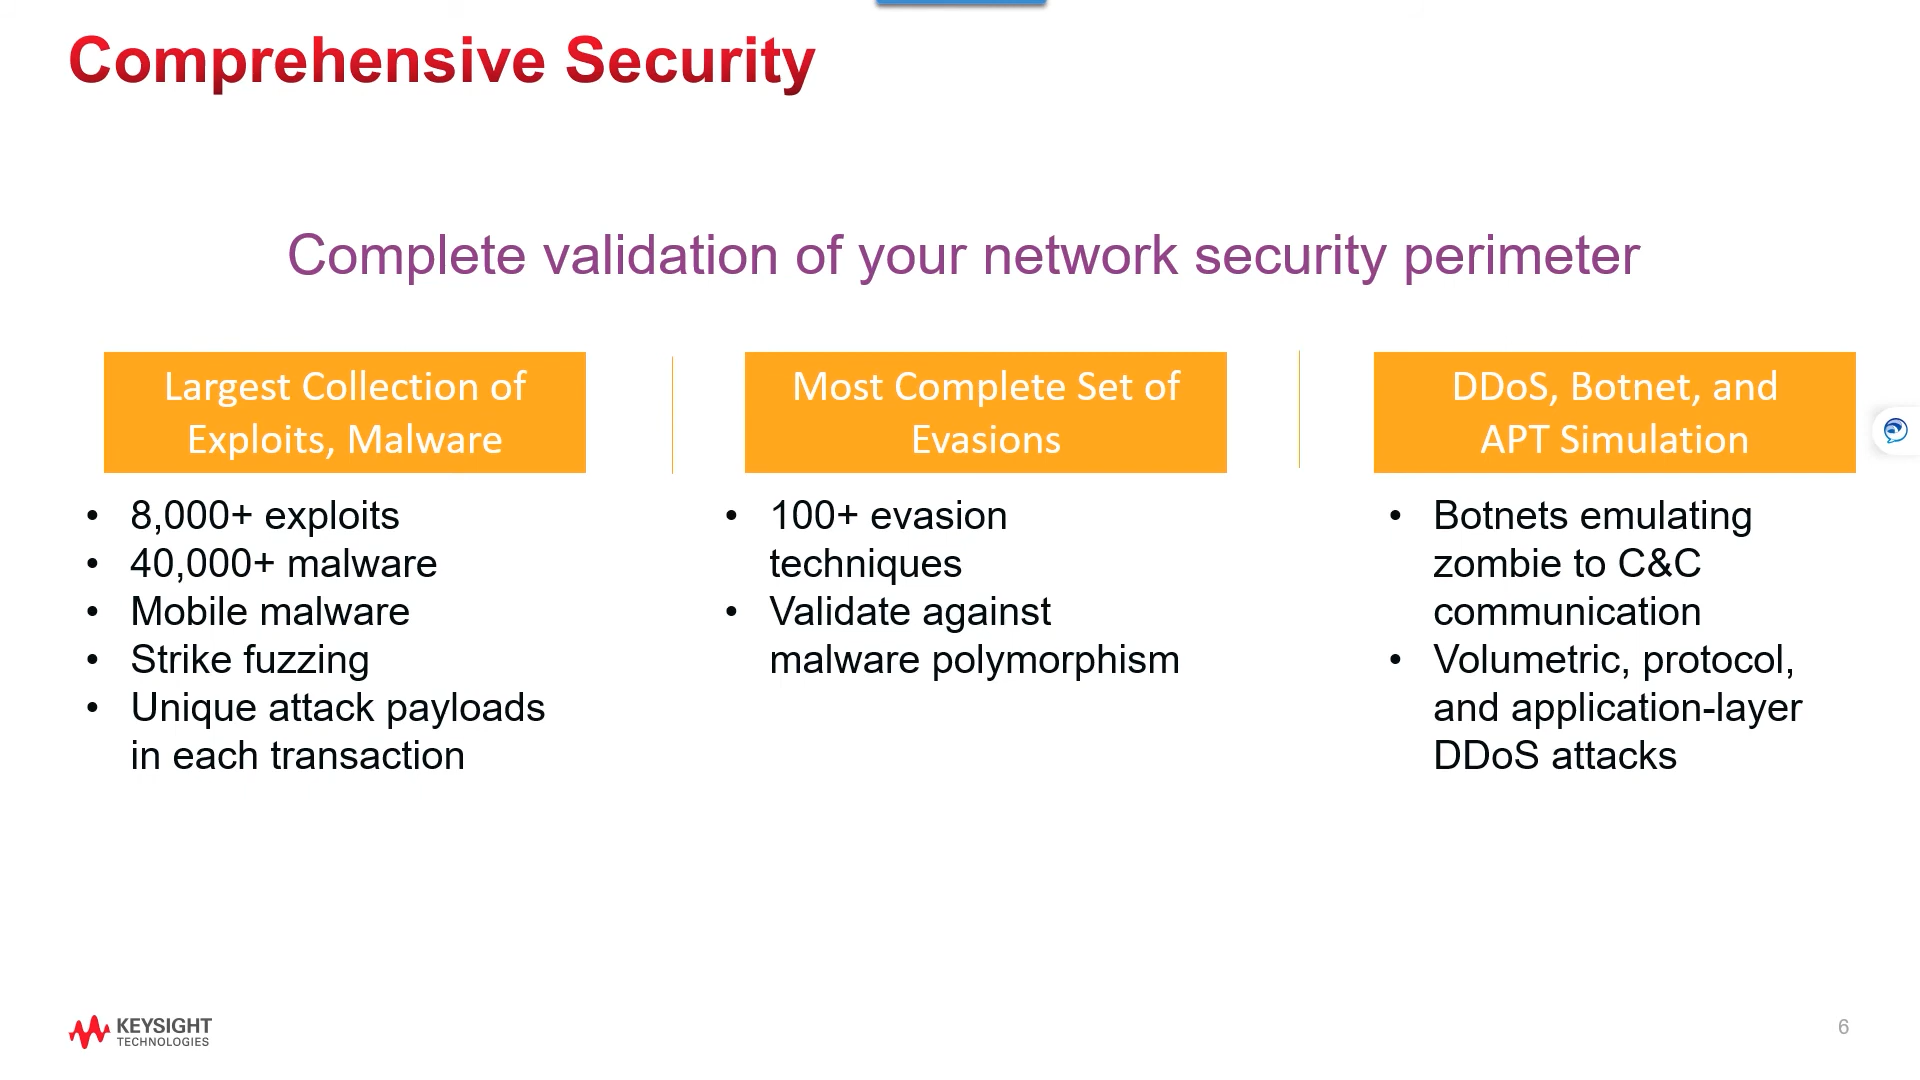 Comprehensive Security
Complete validation of your network security perimeter
Largest Collection of
Exploits, Malware
• 8,000+ exploits
• 40,000+ malware
• Mobile malware
• Strike fuzzing
• Unique attack payloads
in each transaction
Most Complete Set of
Evasions
• 100+ evasion
techniques
• Validate against
malware polymorphism
DDoS, Botnet, and
APT Simulation
• Botnets emulating
zombie to C&C
communication
• Volumetric, protocol,
and application-layer
DDoS attacks
KEYSIGHT
TECHNOLOGIES
6